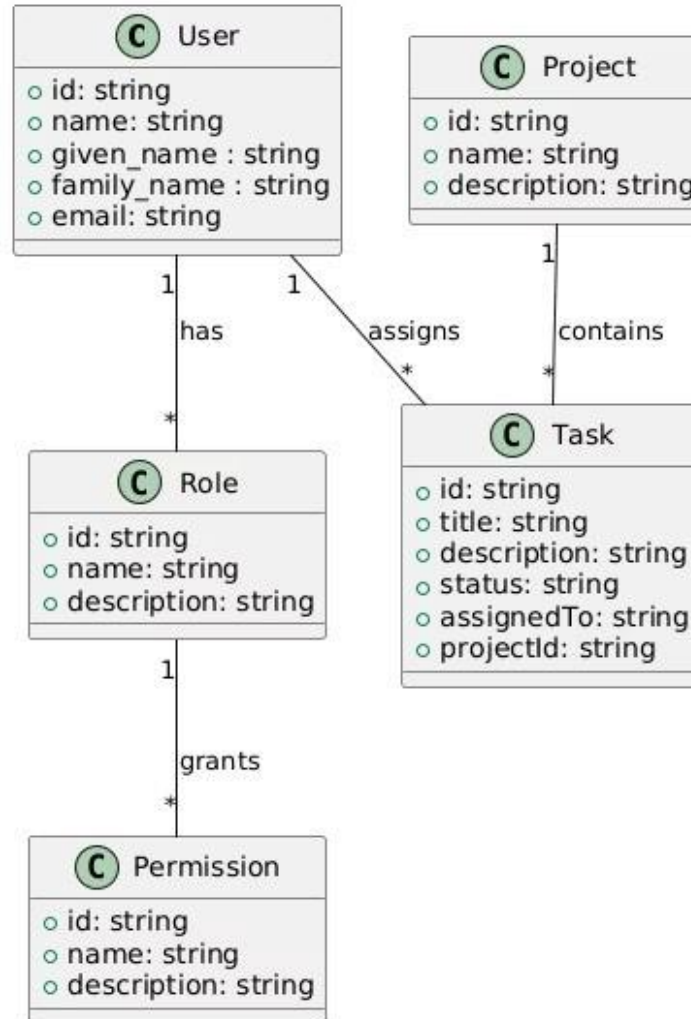 C User
id: string
name: string
given_name : string
family_name : string
email: string
C Project
id: string
name: string
description: string
1
has
*
1
assigns
*
1
contains
*
C Role
id: string
name: string
description: string
C Task
id: string
title: string
description: string
status: string
assignedTo: string
projectId: string
1
grants
*
C Permission
id: string
name: string
description: string